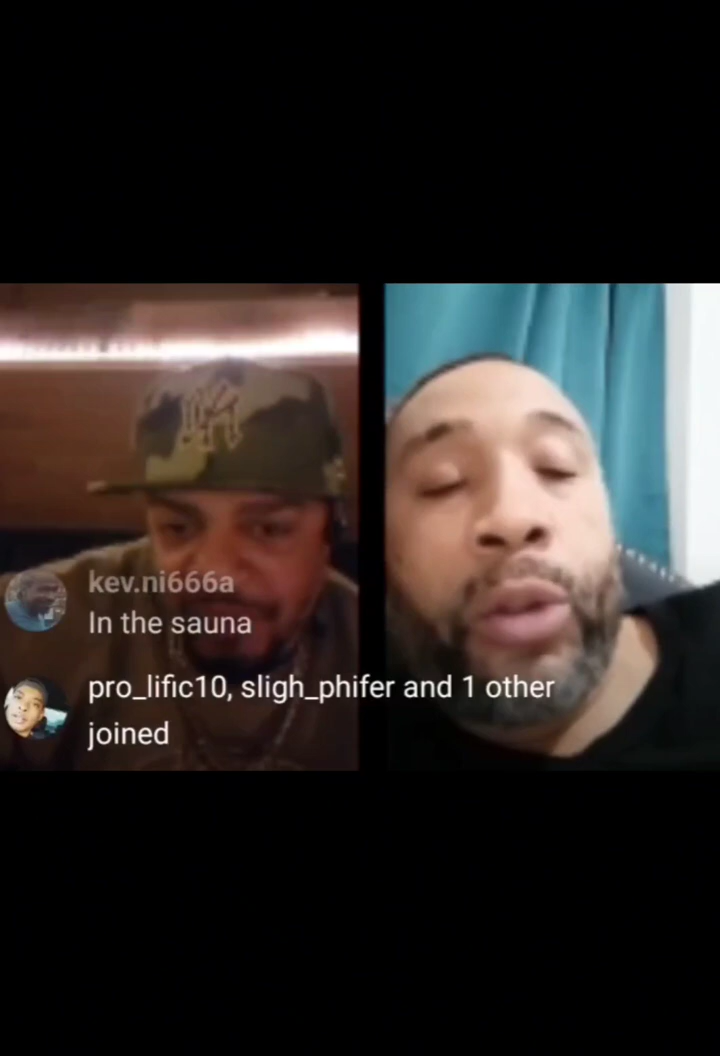 kev.ni666a
In the sauna
pro_lific10, sligh_phifer and 1 other
joined